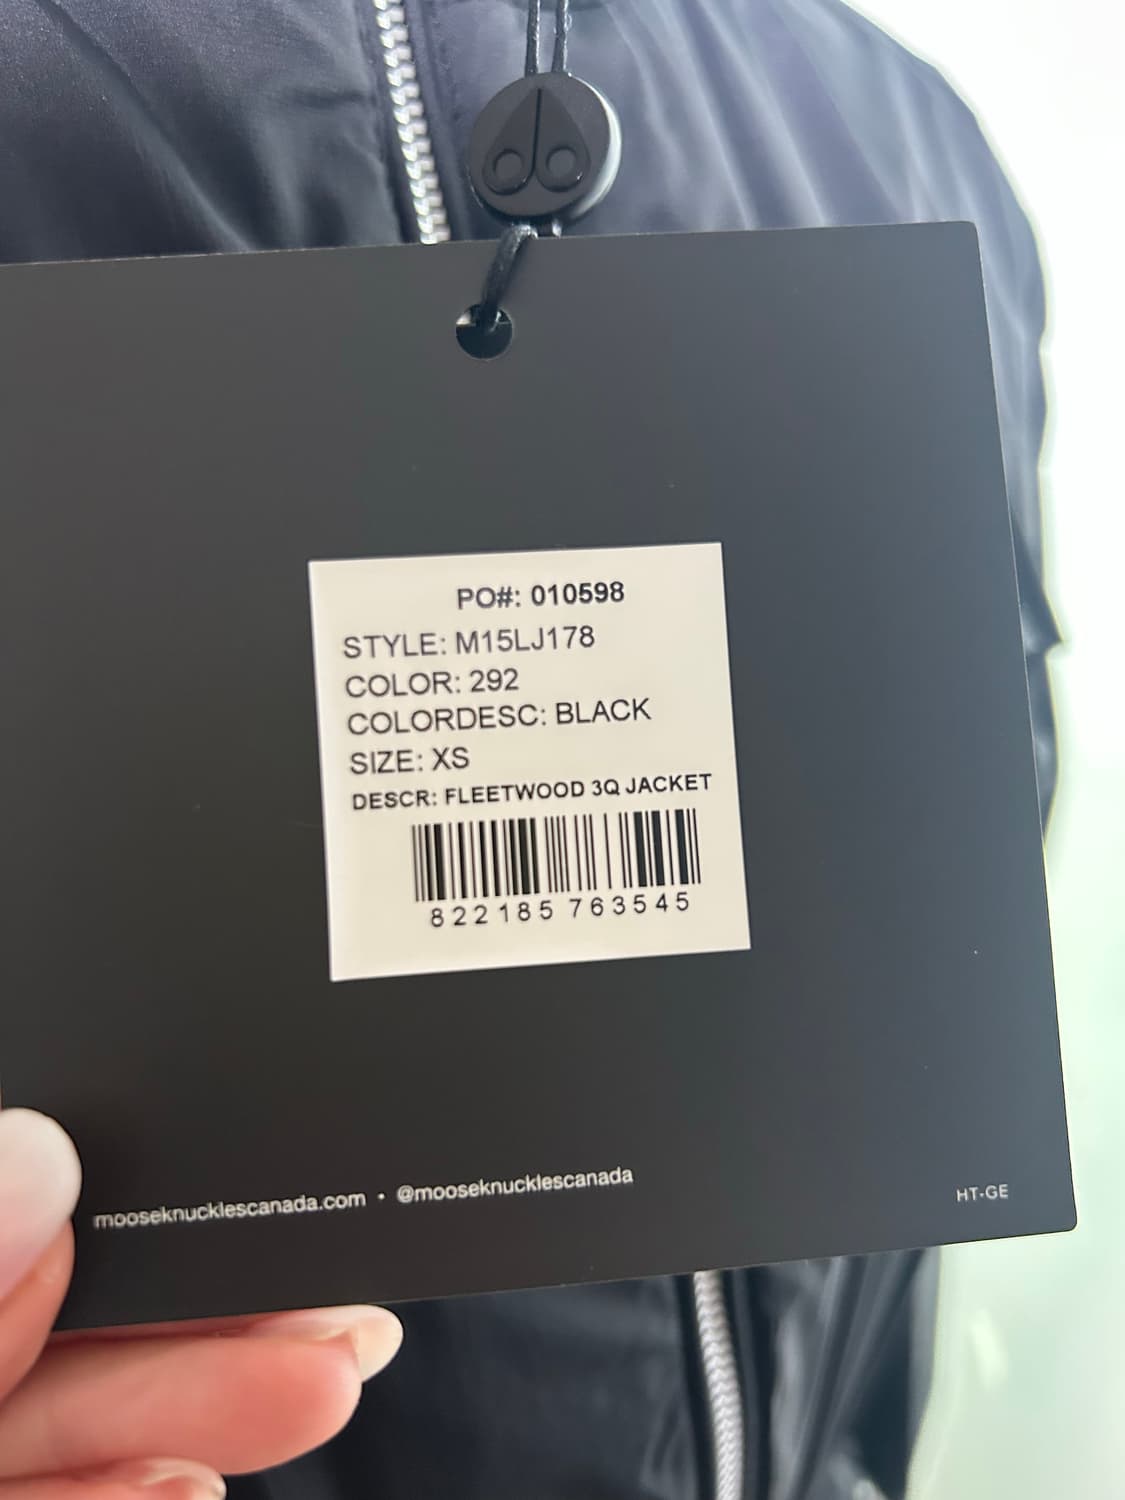 PO#: 010598
STYLE: M15LJ178
COLOR: 292
COLORDESC: BLACK
SIZE: XS
DESCR: FLEETWOOD 3Q JACKET
822185 763545
mooseknucklescanada.com • @mooseknucklescanada
HT-GE